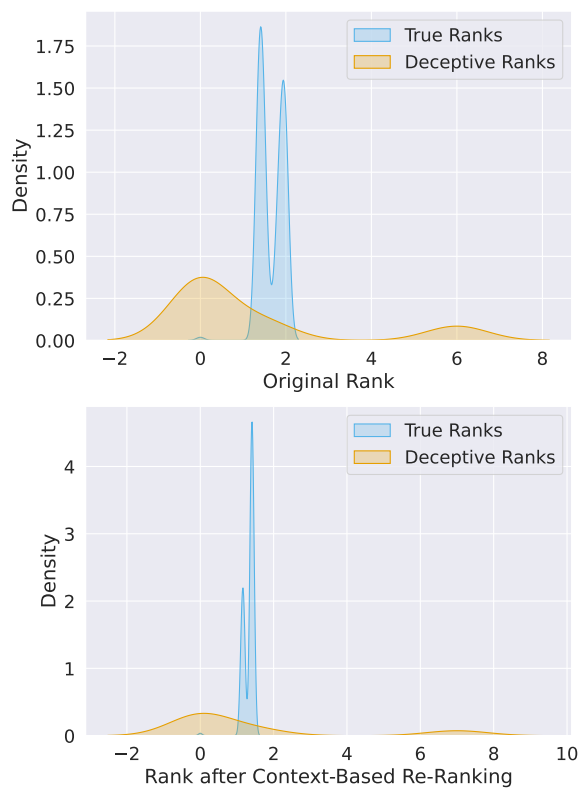 1.75
1.50
1.25
1.00
0.75
0.50
0.25
0.00
Density
True Ranks
Deceptive Ranks
−2 0 2 4 6 8
Original Rank
4
3
2
1
0
Density
True Ranks
Deceptive Ranks
−2 0 2 4 6 8 10
Rank after Context-Based Re-Ranking